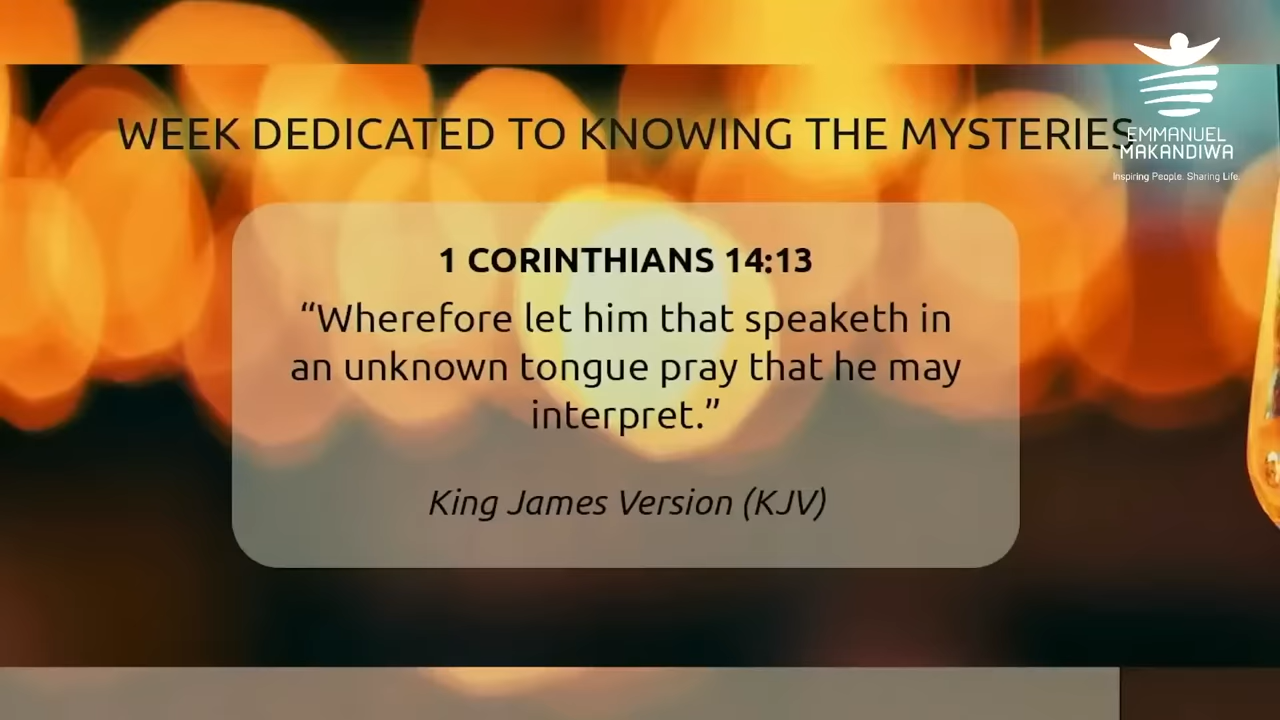 WEEK DEDICATED TO KNOWING THE MYSTERIES
EMMANUEL
MAKANDIWA
Inspiring People. Sharing Life.
1 CORINTHIANS 14:13
“Wherefore let him that speaketh in
an unknown tongue pray that he may
interpret.”
King James Version (KJV)